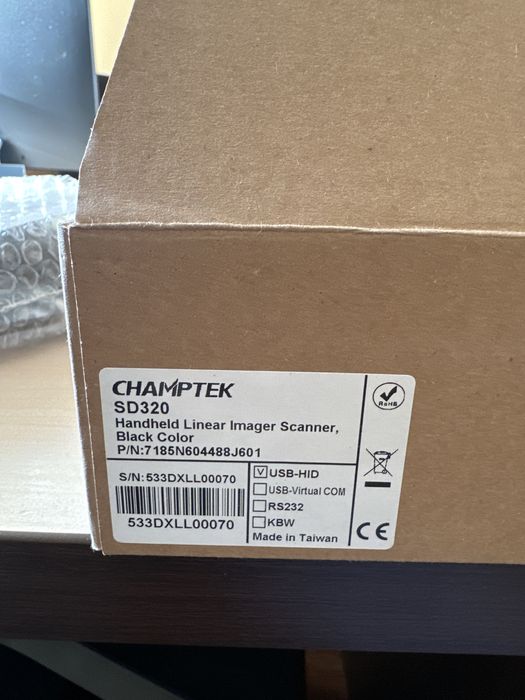 CHAMPTEK
SD320
Handheld Linear Imager Scanner,
Black Color
P/N:7185N604488J601
RoHS
S/N:533DXLL00070
533DXLL00070
V USB-HID
USB-Virtual COM
RS232
KBW
Made in Taiwan
CE